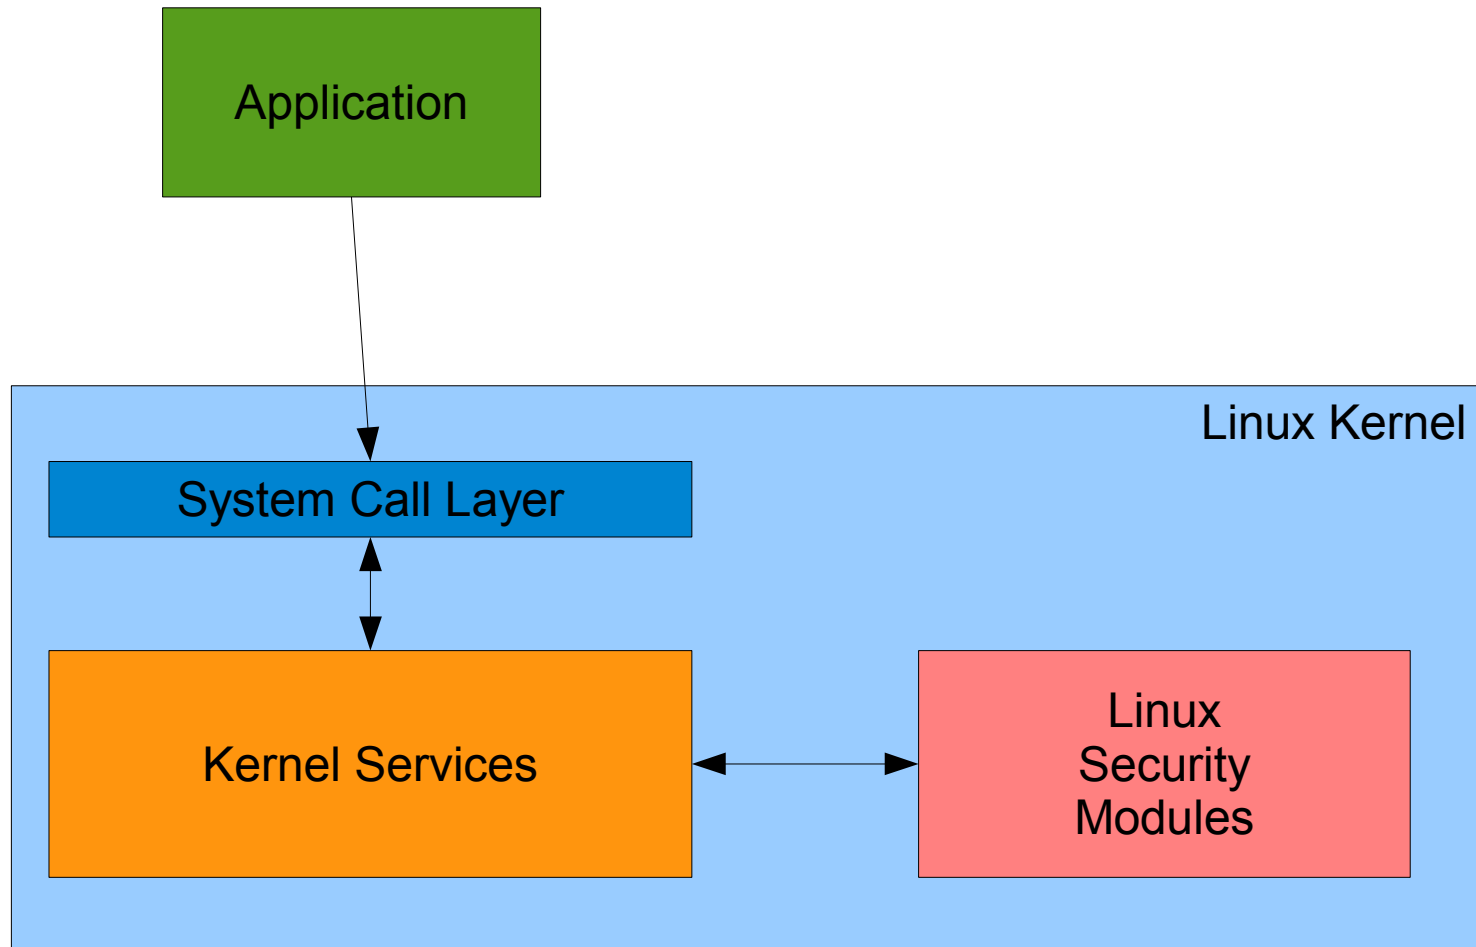 Application
Linux Kernel
System Call Layer
Kernel Services
Linux
Security
Modules